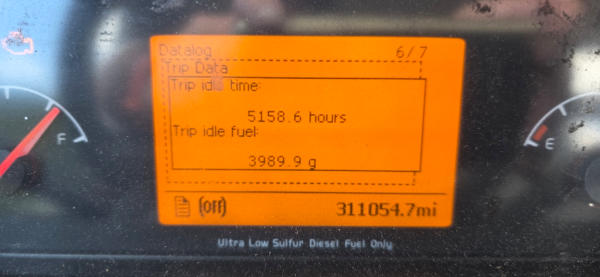 Datalog 6/7
Trip Data
Trip idle time:
5158.6 hours
Trip idle fuel:
3989.9 g
(off) 311054.7mi
F
E
Ultra Low Sulfur Diesel Fuel Only